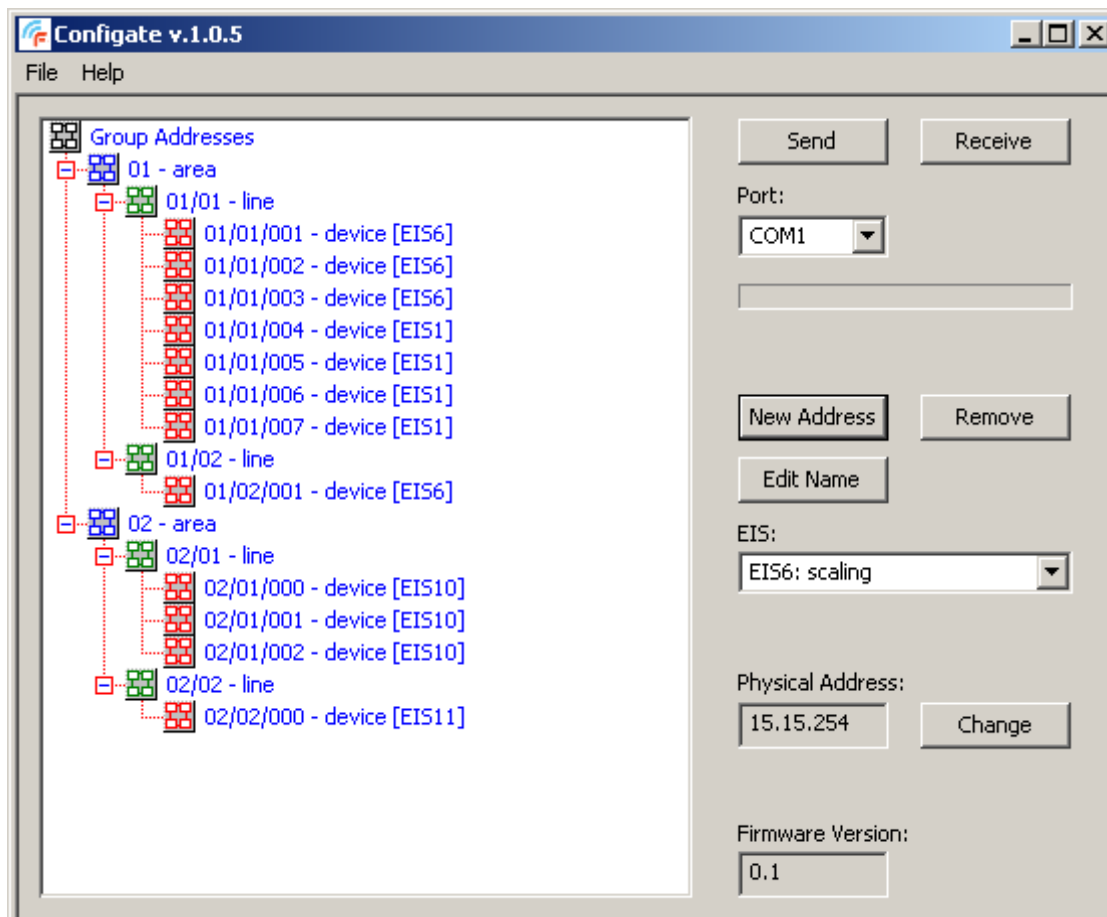 Configate v.1.0.5
File Help
Group Addresses
01 - area
01/01 - line
01/01/001 - device [EIS6]
01/01/002 - device [EIS6]
01/01/003 - device [EIS6]
01/01/004 - device [EIS1]
01/01/005 - device [EIS1]
01/01/006 - device [EIS1]
01/01/007 - device [EIS1]
01/02 - line
01/02/001 - device [EIS6]
02 - area
02/01 - line
02/01/000 - device [EIS10]
02/01/001 - device [EIS10]
02/01/002 - device [EIS10]
02/02 - line
02/02/000 - device [EIS11]
Send Receive
Port:
COM1
New Address Remove
Edit Name
EIS:
EIS6: scaling
Physical Address:
15.15.254 Change
Firmware Version:
0.1